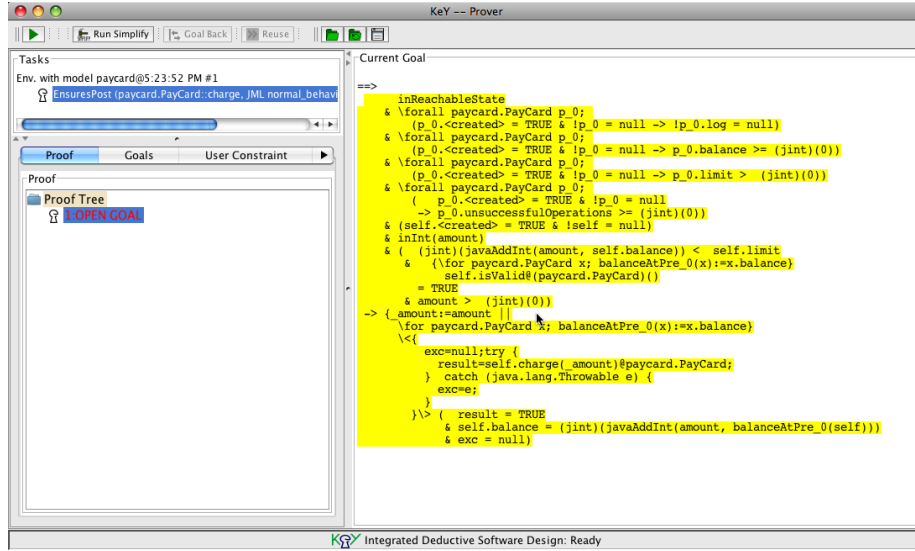 KeY -- Prover
Run Simplify Goal Back Reuse
Tasks
Env. with model paycard@5:23:52 PM #1
EnsuresPost (paycard.PayCard::charge, JML normal_behavi
Proof Goals User Constraint
Proof
Proof Tree
1:OPEN GOAL
Current Goal
==>
inReachableState
& \forall paycard.PayCard p_0;
(p_0.<created> = TRUE & !p_0 = null -> !p_0.log = null)
& \forall paycard.PayCard p_0;
(p_0.<created> = TRUE & !p_0 = null -> p_0.balance >= (jint)(0))
& \forall paycard.PayCard p_0;
(p_0.<created> = TRUE & !p_0 = null -> p_0.limit > (jint)(0))
& \forall paycard.PayCard p_0;
( p_0.<created> = TRUE & !p_0 = null
-> p_0.unsuccessfulOperations >= (jint)(0))
& (self.<created> = TRUE & !self = null)
& inInt(amount)
& ( (jint)(javaAddInt(amount, self.balance)) < self.limit
& {\for paycard.PayCard x; balanceAtPre_0(x):=x.balance}
self.isValid@(paycard.PayCard)()
= TRUE
& amount > (jint)(0))
-> {_amount:=amount ||
\for paycard.PayCard x; balanceAtPre_0(x):=x.balance}
\<{
exc=null;try {
result=self.charge(_amount)@paycard.PayCard;
} catch (java.lang.Throwable e) {
exc=e;
}
}\> ( result = TRUE
& self.balance = (jint)(javaAddInt(amount, balanceAtPre_0(self)))
& exc = null)
KeY Integrated Deductive Software Design: Ready